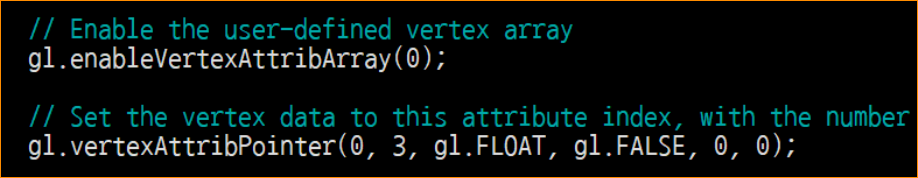 // Enable the user-defined vertex array
gl.enableVertexAttribArray(0);
// Set the vertex data to this attribute index, with the number
gl.vertexAttribPointer(0, 3, gl.FLOAT, gl.FALSE, 0, 0);